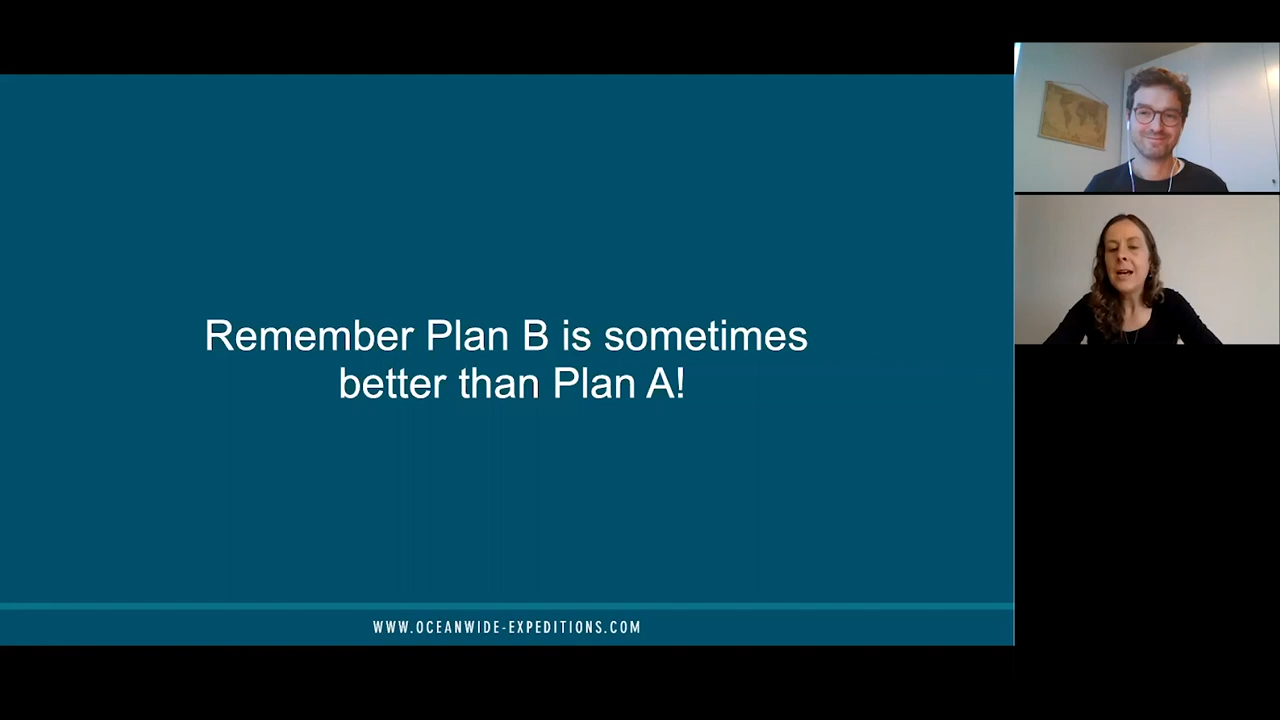 Remember Plan B is sometimes
better than Plan A!
WWW.OCEANWIDE-EXPEDITIONS.COM